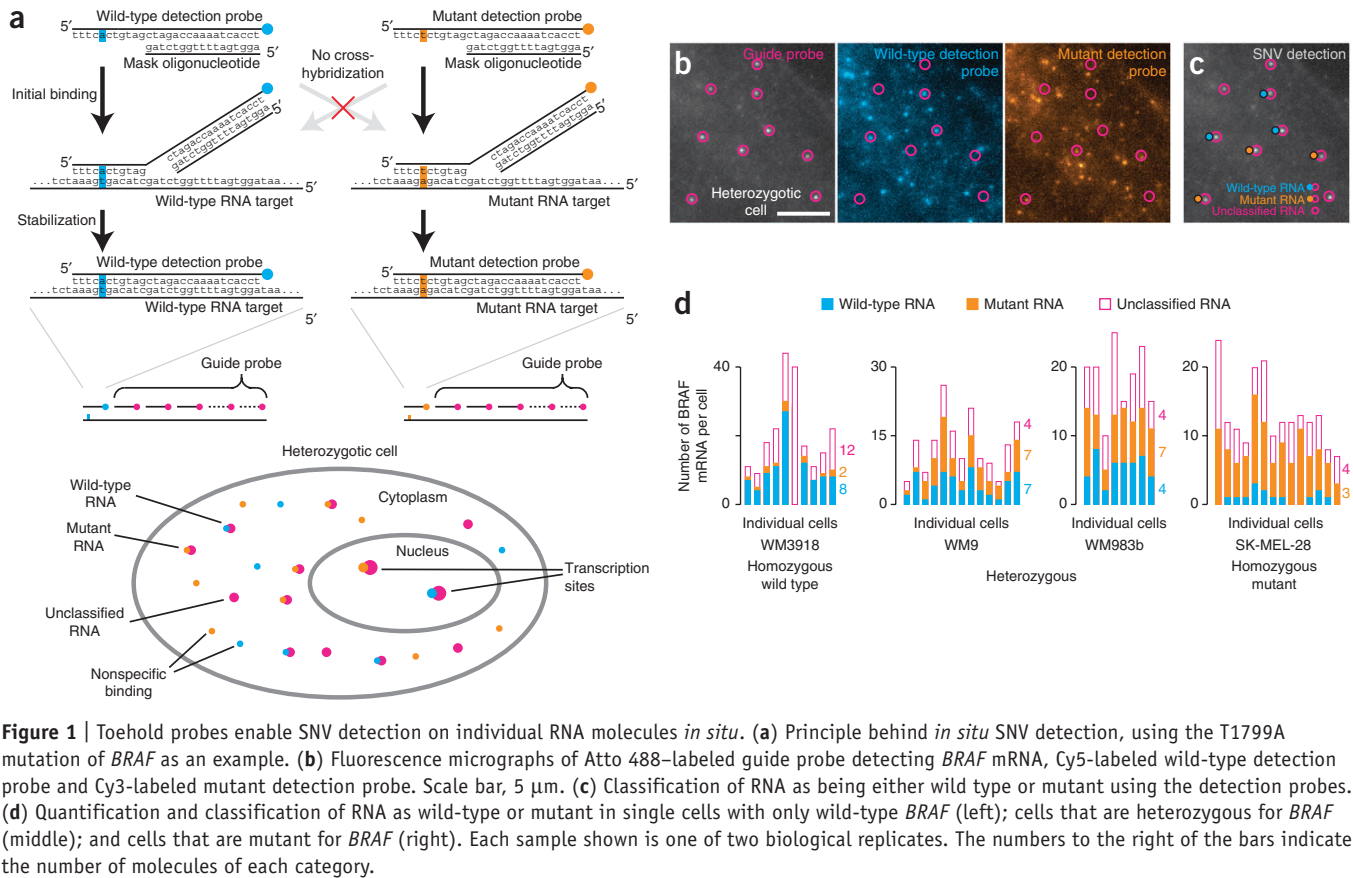 a
Wild-type detection probe
5′
tttcactgtagctagaccaaaatcacct
gatctggttttagtgga 5′
Mask oligonucleotide
Mutant detection probe
5′
tttctctgtagctagaccaaaatcacct
gatctggttttagtgga 5′
Mask oligonucleotide
No cross-
hybridization
Initial binding
ctagaccaaaatcacct
gatctggttttagtgga
5′
5′
tttcactgtag
...tctaaagtgacatcgatctggttttagtggataa... 5′
Wild-type RNA target
ctagaccaaaatcacct
gatctggttttagtgga
5′
5′
tttctctgtag
...tctaaagagacatcgatctggttttagtggataa... 5′
Mutant RNA target
Stabilization
Wild-type detection probe
5′
tttcactgtagctagaccaaaatcacct
...tctaaagtgacatcgatctggttttagtggataa...
Wild-type RNA target
5′
Mutant detection probe
5′
tttctctgtagctagaccaaaatcacct
...tctaaagagacatcgatctggttttagtggataa...
Mutant RNA target
5′
Guide probe
Guide probe
Heterozygotic cell
Wild-type
RNA
Cytoplasm
Mutant
RNA
Nucleus
Transcription
sites
Unclassified
RNA
Nonspecific
binding
b
Guide probe
Heterozygotic
cell
Wild-type detection
probe
Mutant detection
probe
c
SNV detection
Wild-type RNA
Mutant RNA
Unclassified RNA
d
Wild-type RNA
Mutant RNA
Unclassified RNA
Number of BRAF
mRNA per cell
40
20
0
12
2
8
Individual cells
WM3918
Homozygous
wild type
30
15
0
4
7
7
Individual cells
WM9
20
10
0
4
7
4
Individual cells
WM983b
Heterozygous
20
10
0
4
3
Individual cells
SK-MEL-28
Homozygous
mutant
Figure 1 | Toehold probes enable SNV detection on individual RNA molecules in situ. (a) Principle behind in situ SNV detection, using the T1799A
mutation of BRAF as an example. (b) Fluorescence micrographs of Atto 488–labeled guide probe detecting BRAF mRNA, Cy5-labeled wild-type detection
probe and Cy3-labeled mutant detection probe. Scale bar, 5 μm. (c) Classification of RNA as being either wild type or mutant using the detection probes.
(d) Quantification and classification of RNA as wild-type or mutant in single cells with only wild-type BRAF (left); cells that are heterozygous for BRAF
(middle); and cells that are mutant for BRAF (right). Each sample shown is one of two biological replicates. The numbers to the right of the bars indicate
the number of molecules of each category.